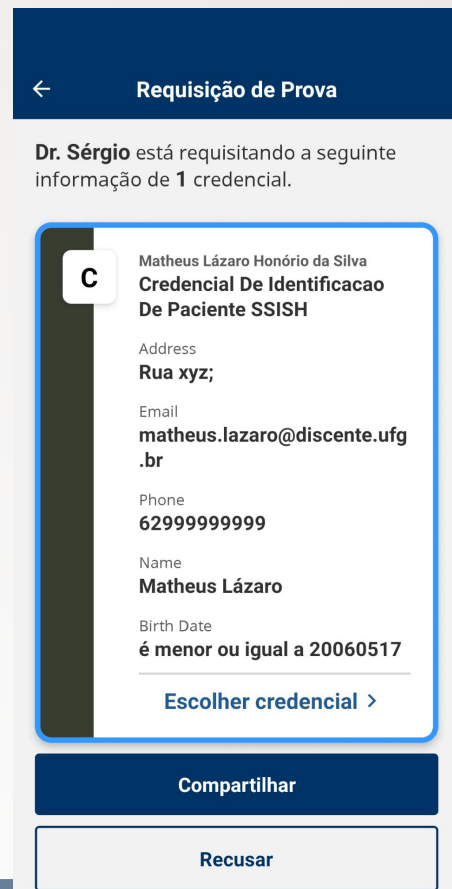 Requisição de Prova
Dr. Sérgio está requisitando a seguinte
informação de 1 credencial.
C
Matheus Lázaro Honório da Silva
Credencial De Identificacao
De Paciente SSISH
Address
Rua xyz;
Email
matheus.lazaro@discente.ufg
.br
Phone
62999999999
Name
Matheus Lázaro
Birth Date
é menor ou igual a 20060517
Escolher credencial
Compartilhar
Recusar